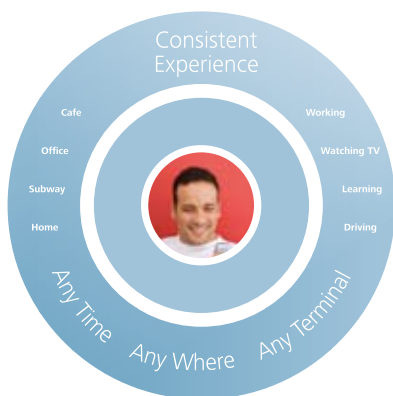 Consistent
Experience
Cafe
Office
Subway
Home
Working
Watching TV
Learning
Driving
Any Time
Any Where
Any Terminal